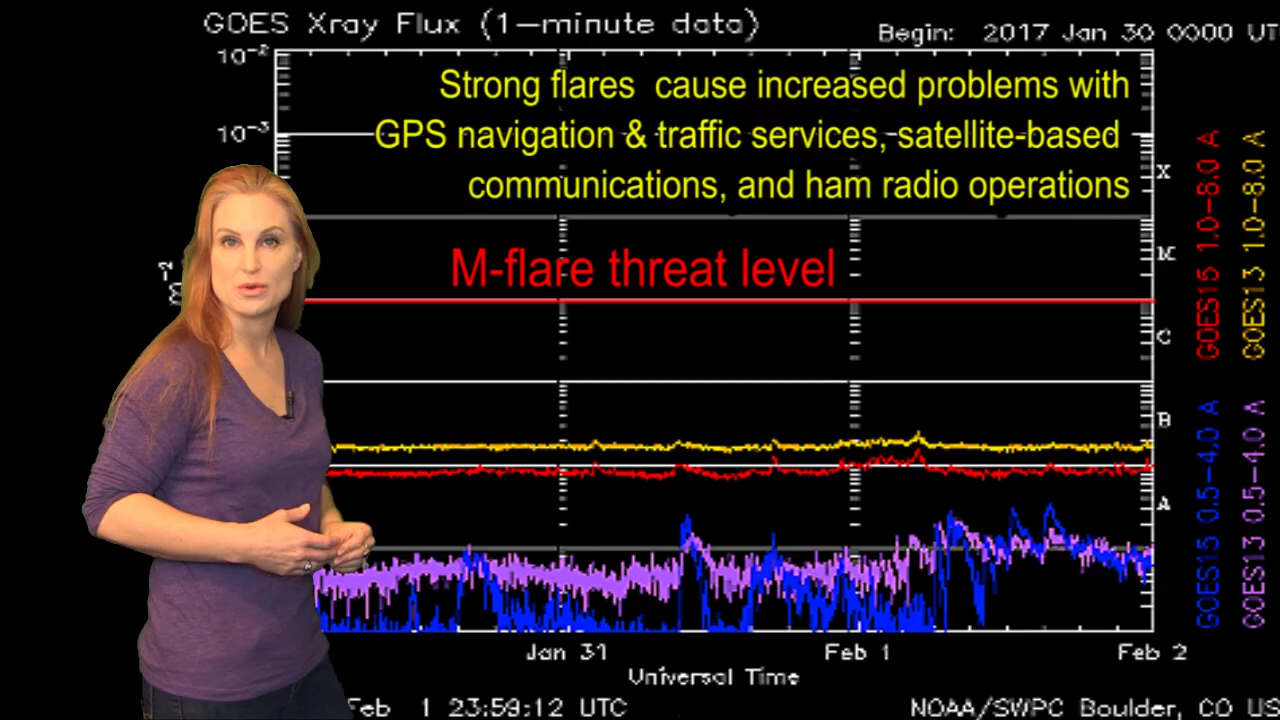 GOES Xray Flux (1-minute data)
Begin: 2017 Jan 30 0000 UT
10-2
Strong flares cause increased problems with
10-3
GPS navigation & traffic services, satellite-based
communications, and ham radio operations
X
M-flare threat level
M
C
B
A
GOES15 1.0-8.0 A
GOES13 1.0-8.0 A
GOES15 0.5-4.0 A
GOES13 0.5-4.0 A
Jan 31
Feb 1
Feb 2
Universal Time
Feb 1 23:59:12 UTC
NOAA/SWPC Boulder, CO US